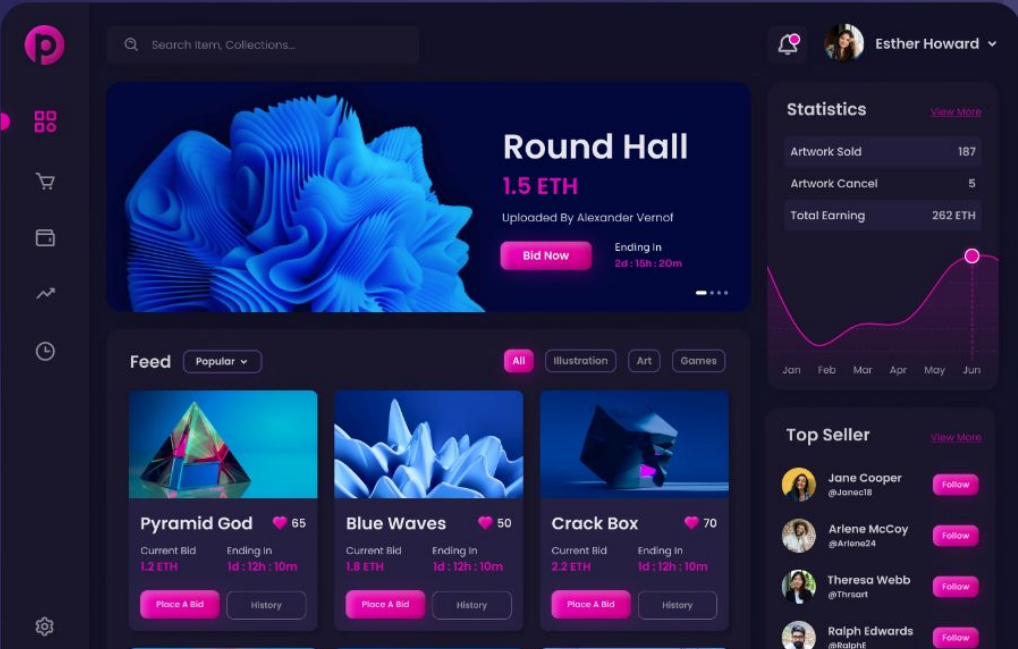 p
Search Item, Collections...
Esther Howard
Round Hall
1.5 ETH
Uploaded By Alexander Vernof
Bid Now
Ending In
2d : 15h : 20m
Statistics
View More
Artwork Sold 187
Artwork Cancel 5
Total Earning 262 ETH
Jan Feb Mar Apr May Jun
Feed
Popular
All
Illustration
Art
Games
Pyramid God 65
Current Bid Ending In
1.2 ETH 1d : 12h : 10m
Place A Bid History
Blue Waves 50
Current Bid Ending In
1.8 ETH 1d : 12h : 10m
Place A Bid History
Crack Box 70
Current Bid Ending In
2.2 ETH 1d : 12h : 10m
Place A Bid History
Top Seller
View More
Jane Cooper
@Janec18
Follow
Arlene McCoy
@Arlene24
Follow
Theresa Webb
@Thrsart
Follow
Ralph Edwards
@RalphE
Follow